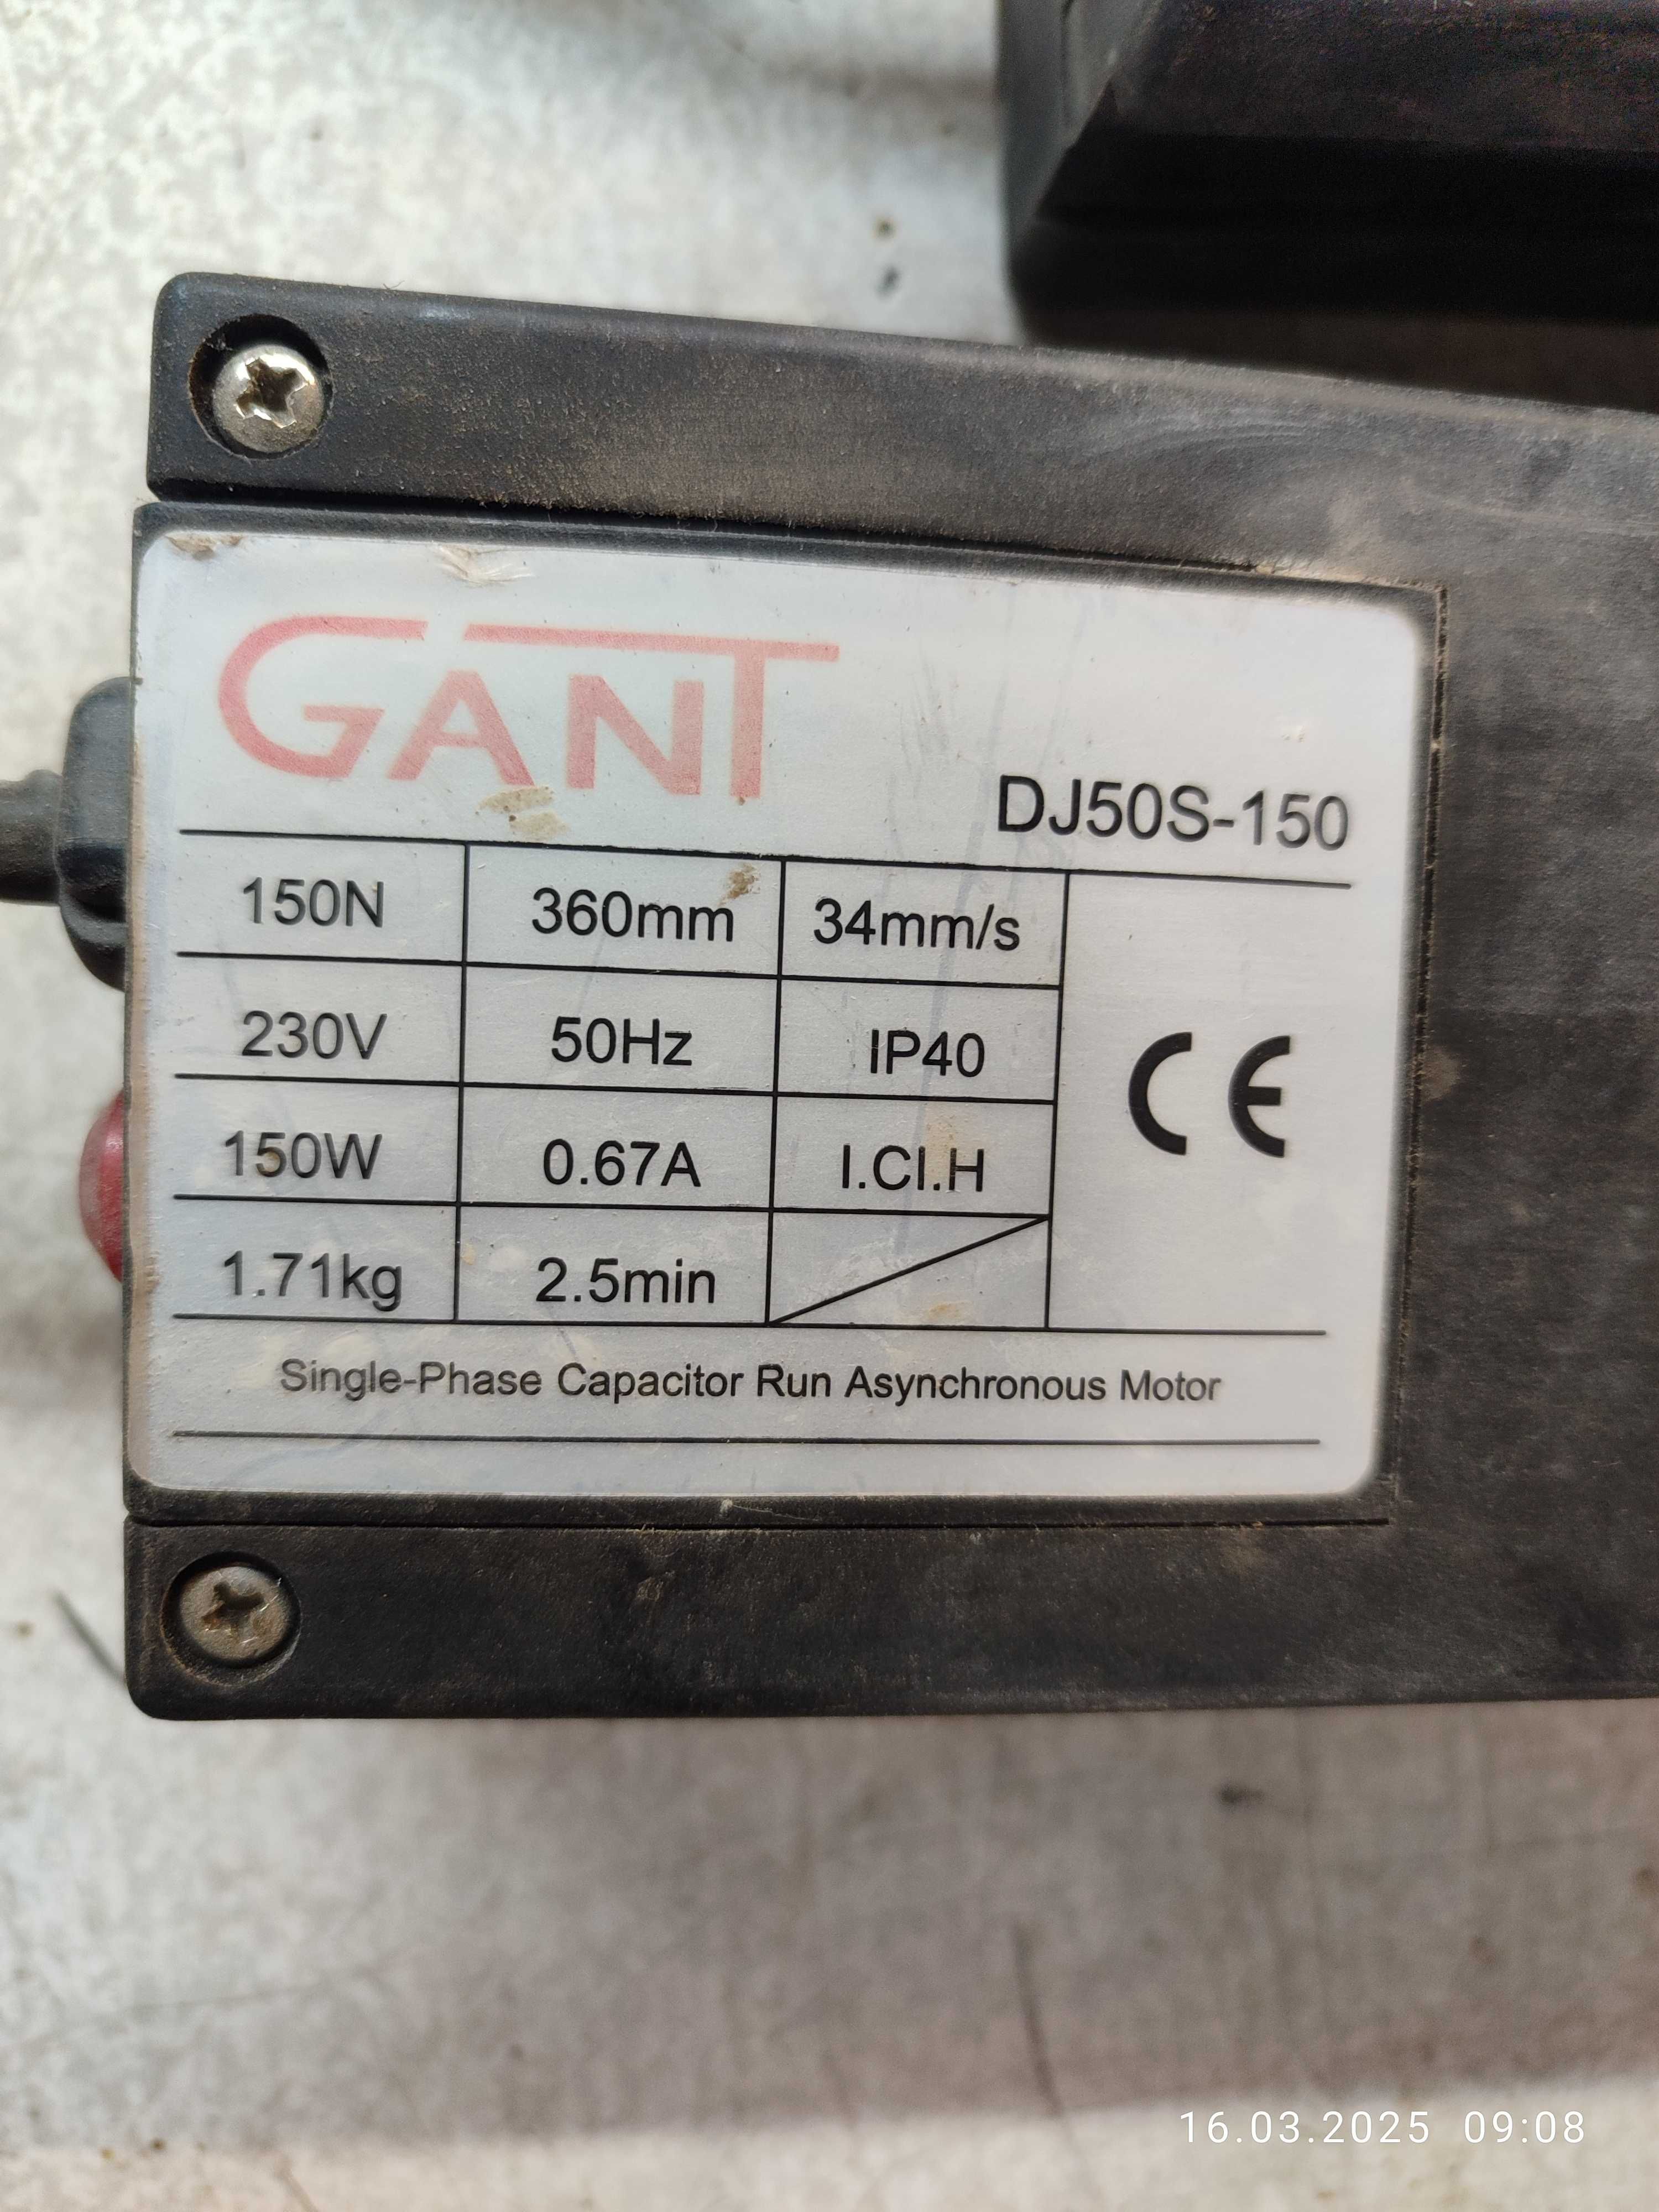 GANT
DJ50S-150
150N 360mm 34mm/s
230V 50Hz IP40
150W 0.67A I.Cl.H
1.71kg 2.5min
CE
Single-Phase Capacitor Run Asynchronous Motor
16.03.2025 09:08